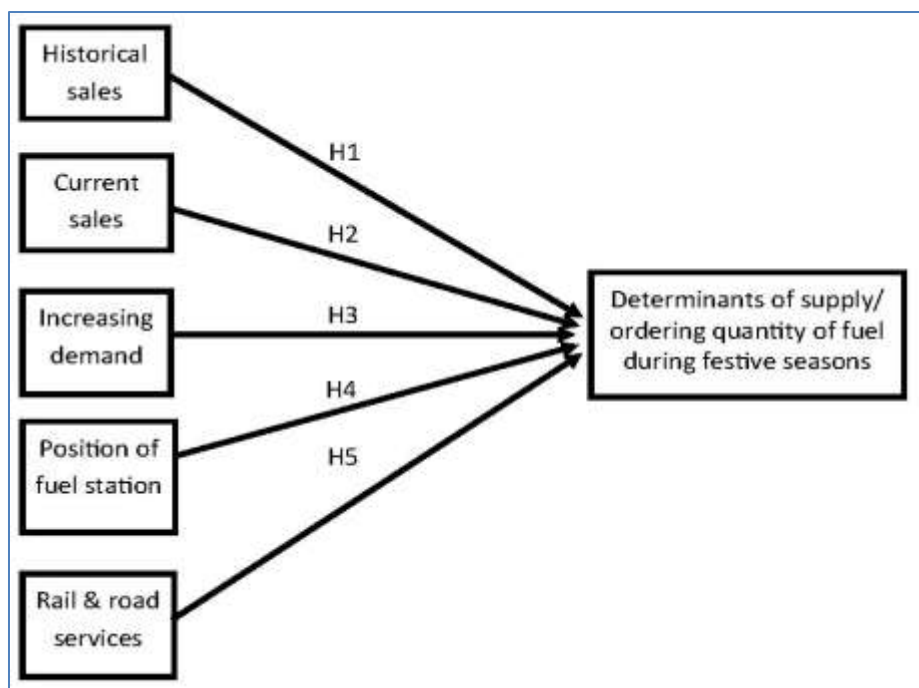 Historical
sales
H1
Current
sales
H2
Increasing
demand
H3
Determinants of supply/
ordering quantity of fuel
during festive seasons
H4
Position of
fuel station
H5
Rail & road
services